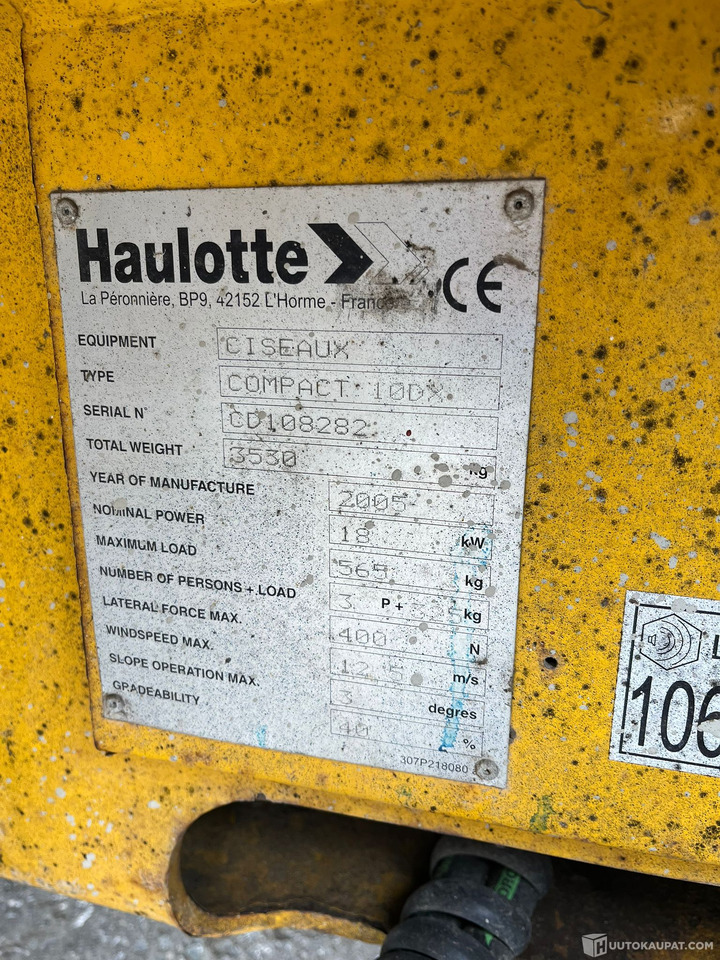 Haulotte
CE
La Péronnière, BP9, 42152 L'Horme - France
EQUIPMENT CISEAUX
TYPE COMPACT 10DX
SERIAL N° CD108282
TOTAL WEIGHT 3530 kg
YEAR OF MANUFACTURE 2005
NOMINAL POWER 18 kW
MAXIMUM LOAD 565 kg
NUMBER OF PERSONS + LOAD 3 P + kg
LATERAL FORCE MAX. 400 N
WINDSPEED MAX. 12.5 m/s
SLOPE OPERATION MAX. 3 degres
GRADEABILITY 40 %
307P218080
106
HUUTOKAUPAT.COM